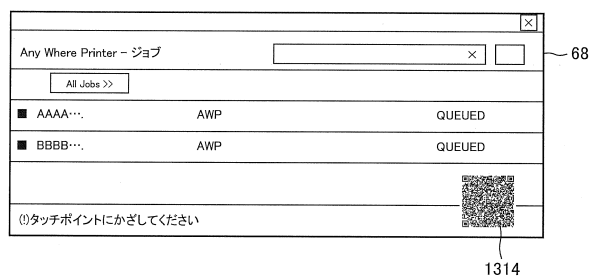 ×
Any Where Printer − ジョブ ×
68
All Jobs >>
■ AAAA…. AWP QUEUED
■ BBBB…. AWP QUEUED
(!)タッチポイントにかざしてください
1314